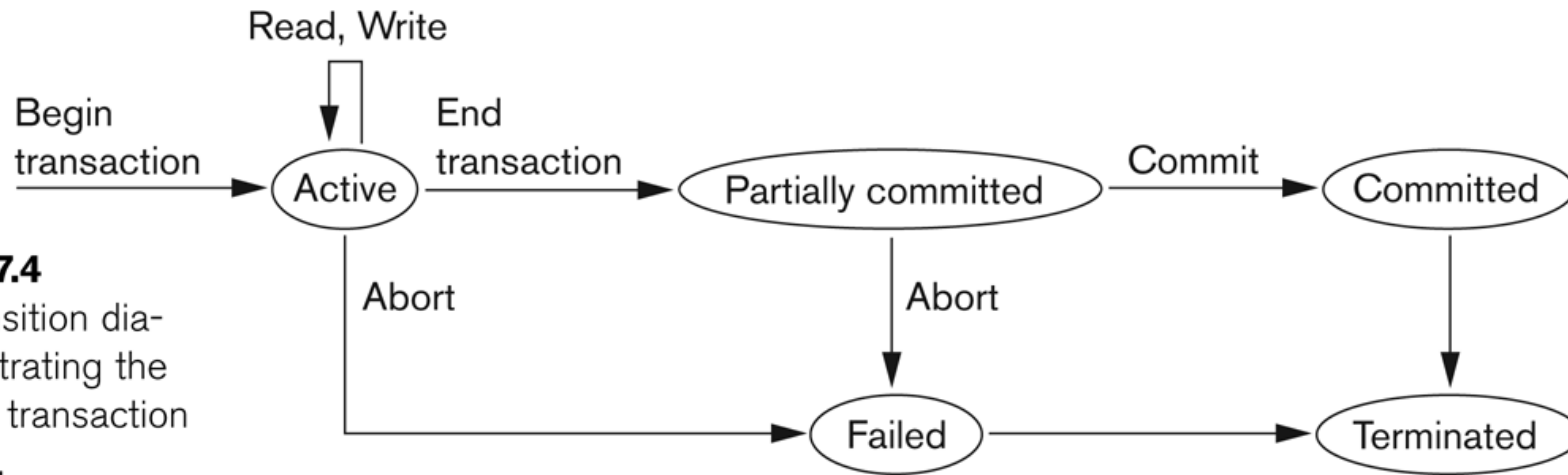 Read, Write
Begin
transaction
End
transaction
Active
Partially committed
Commit
Committed
7.4
sition dia-
trating the
transaction
Abort
Abort
Failed
Terminated